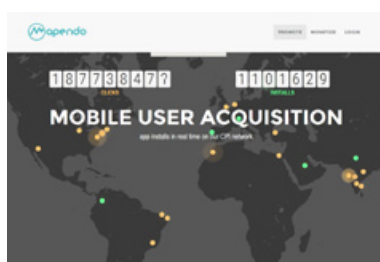 mapendo
PROMOTE MONETIZE LOGIN
187738477 1101629
CLICKS INSTALLS
MOBILE USER ACQUISITION
app installs in real time on our CPI network